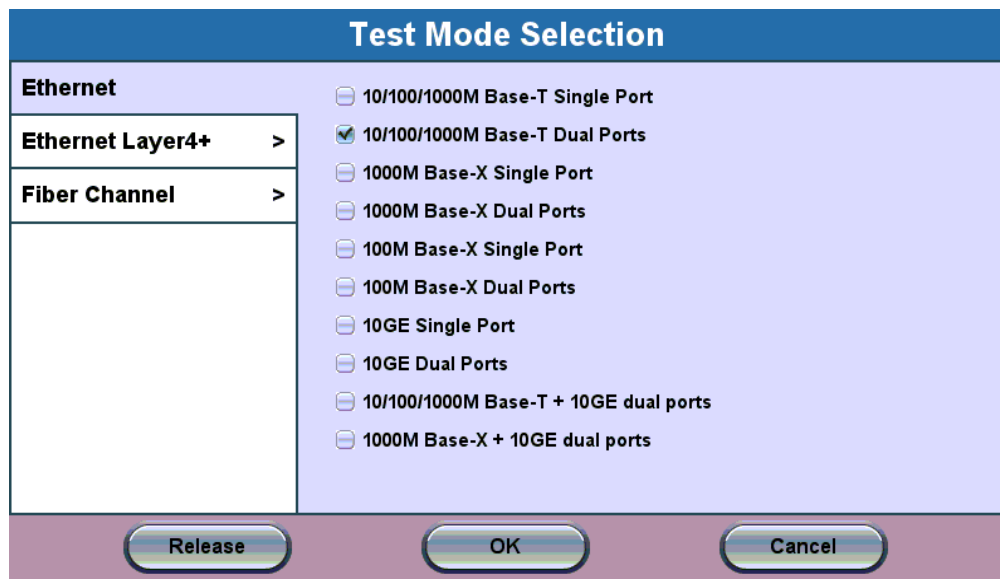 Test Mode Selection
Ethernet
Ethernet Layer4+ >
Fiber Channel >
10/100/1000M Base-T Single Port
10/100/1000M Base-T Dual Ports
1000M Base-X Single Port
1000M Base-X Dual Ports
100M Base-X Single Port
100M Base-X Dual Ports
10GE Single Port
10GE Dual Ports
10/100/1000M Base-T + 10GE dual ports
1000M Base-X + 10GE dual ports
Release
OK
Cancel